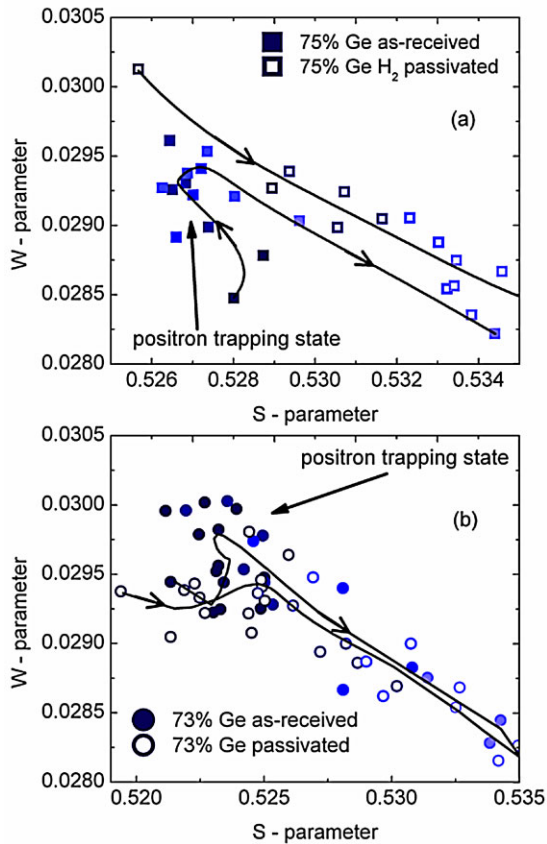 0.0305
0.0300
0.0295
0.0290
0.0285
0.0280
W - parameter
75% Ge as-received
75% Ge H2 passivated
(a)
positron trapping state
0.526 0.528 0.530 0.532 0.534
S - parameter
0.0305
0.0300
0.0295
0.0290
0.0285
0.0280
W - parameter
positron trapping state
(b)
73% Ge as-received
73% Ge passivated
0.520 0.525 0.530 0.535
S - parameter